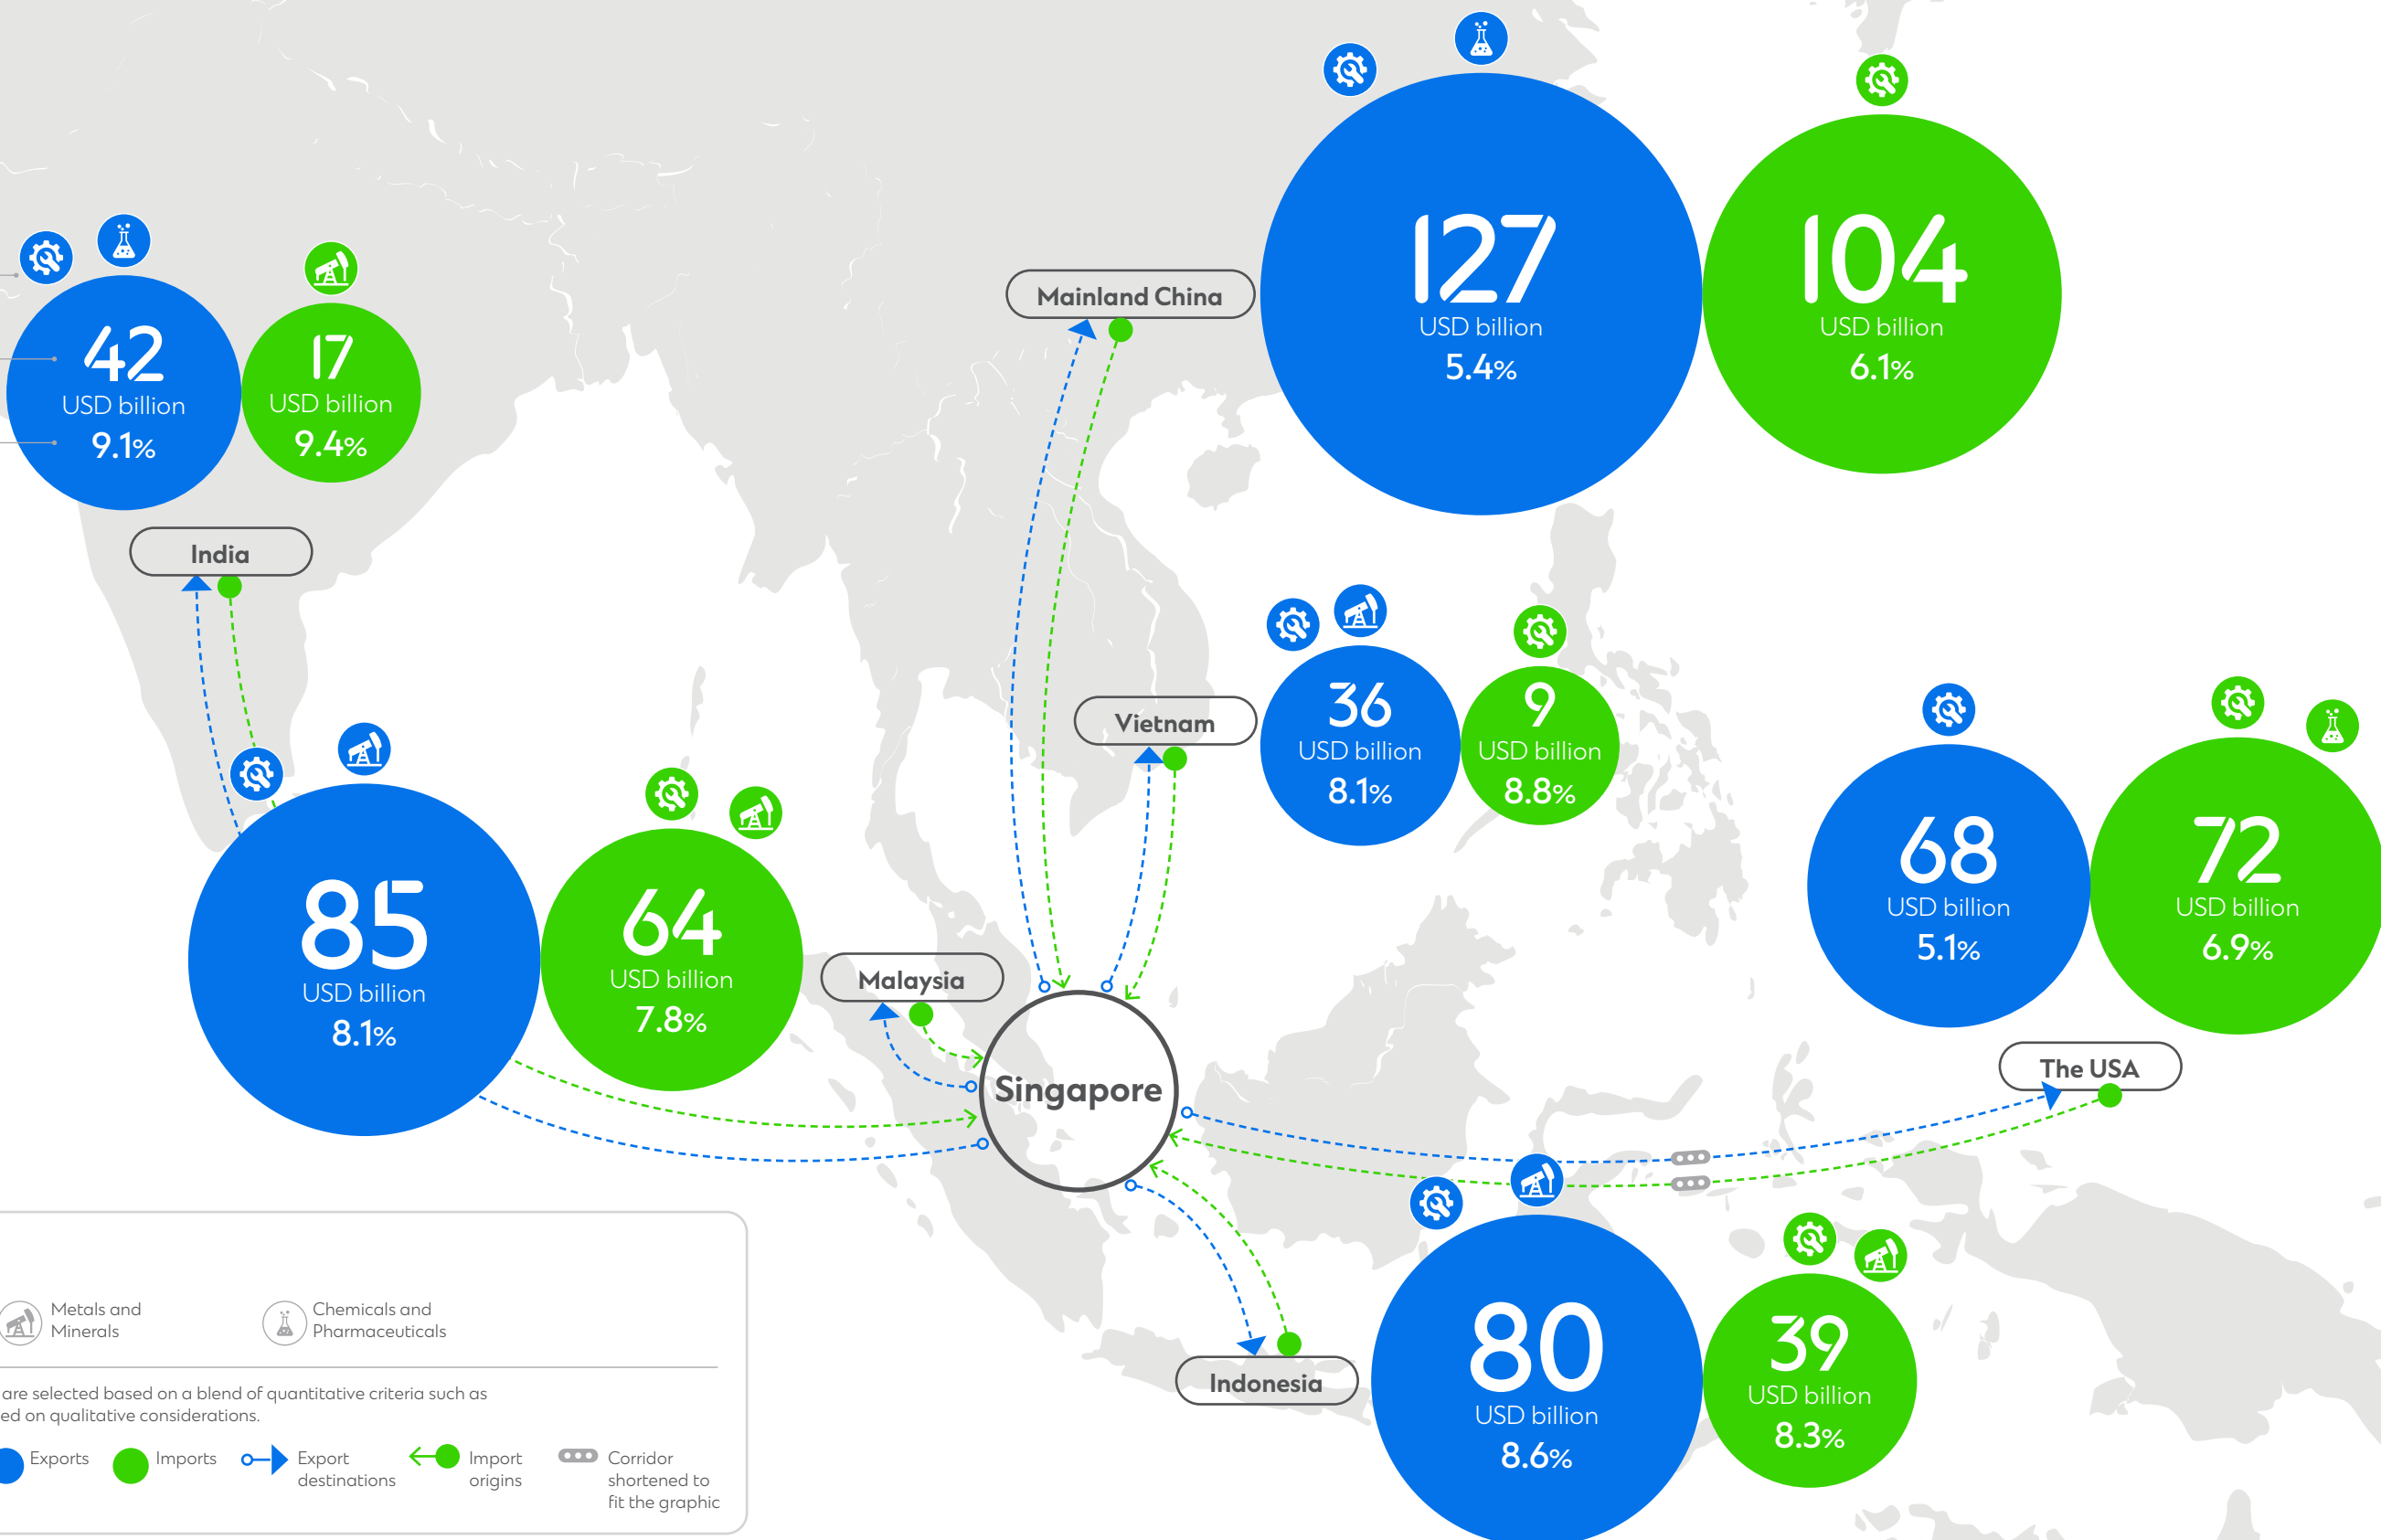 127
USD billion
5.4%
104
USD billion
6.1%
Mainland China
42
USD billion
9.1%
17
USD billion
9.4%
India
Vietnam
36
USD billion
8.1%
9
USD billion
8.8%
68
USD billion
5.1%
72
USD billion
6.9%
The USA
85
USD billion
8.1%
64
USD billion
7.8%
Malaysia
Singapore
80
USD billion
8.6%
39
USD billion
8.3%
Indonesia
Metals and
Minerals
Chemicals and
Pharmaceuticals
are selected based on a blend of quantitative criteria such as
ed on qualitative considerations.
Exports
Imports
Export
destinations
Import
origins
Corridor
shortened to
fit the graphic